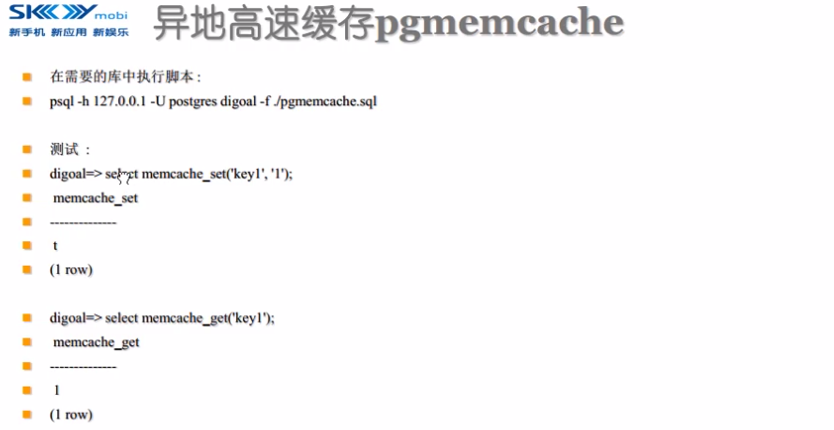 SKYmobi
新手机 新应用 新娱乐
异地高速缓存pgmemcache
在需要的库中执行脚本:
psql -h 127.0.0.1 -U postgres digoal -f ./pgmemcache.sql
测试 :
digoal=> select memcache_set('key1', '1');
memcache_set
--------------
t
(1 row)
digoal=> select memcache_get('key1');
memcache_get
--------------
1
(1 row)